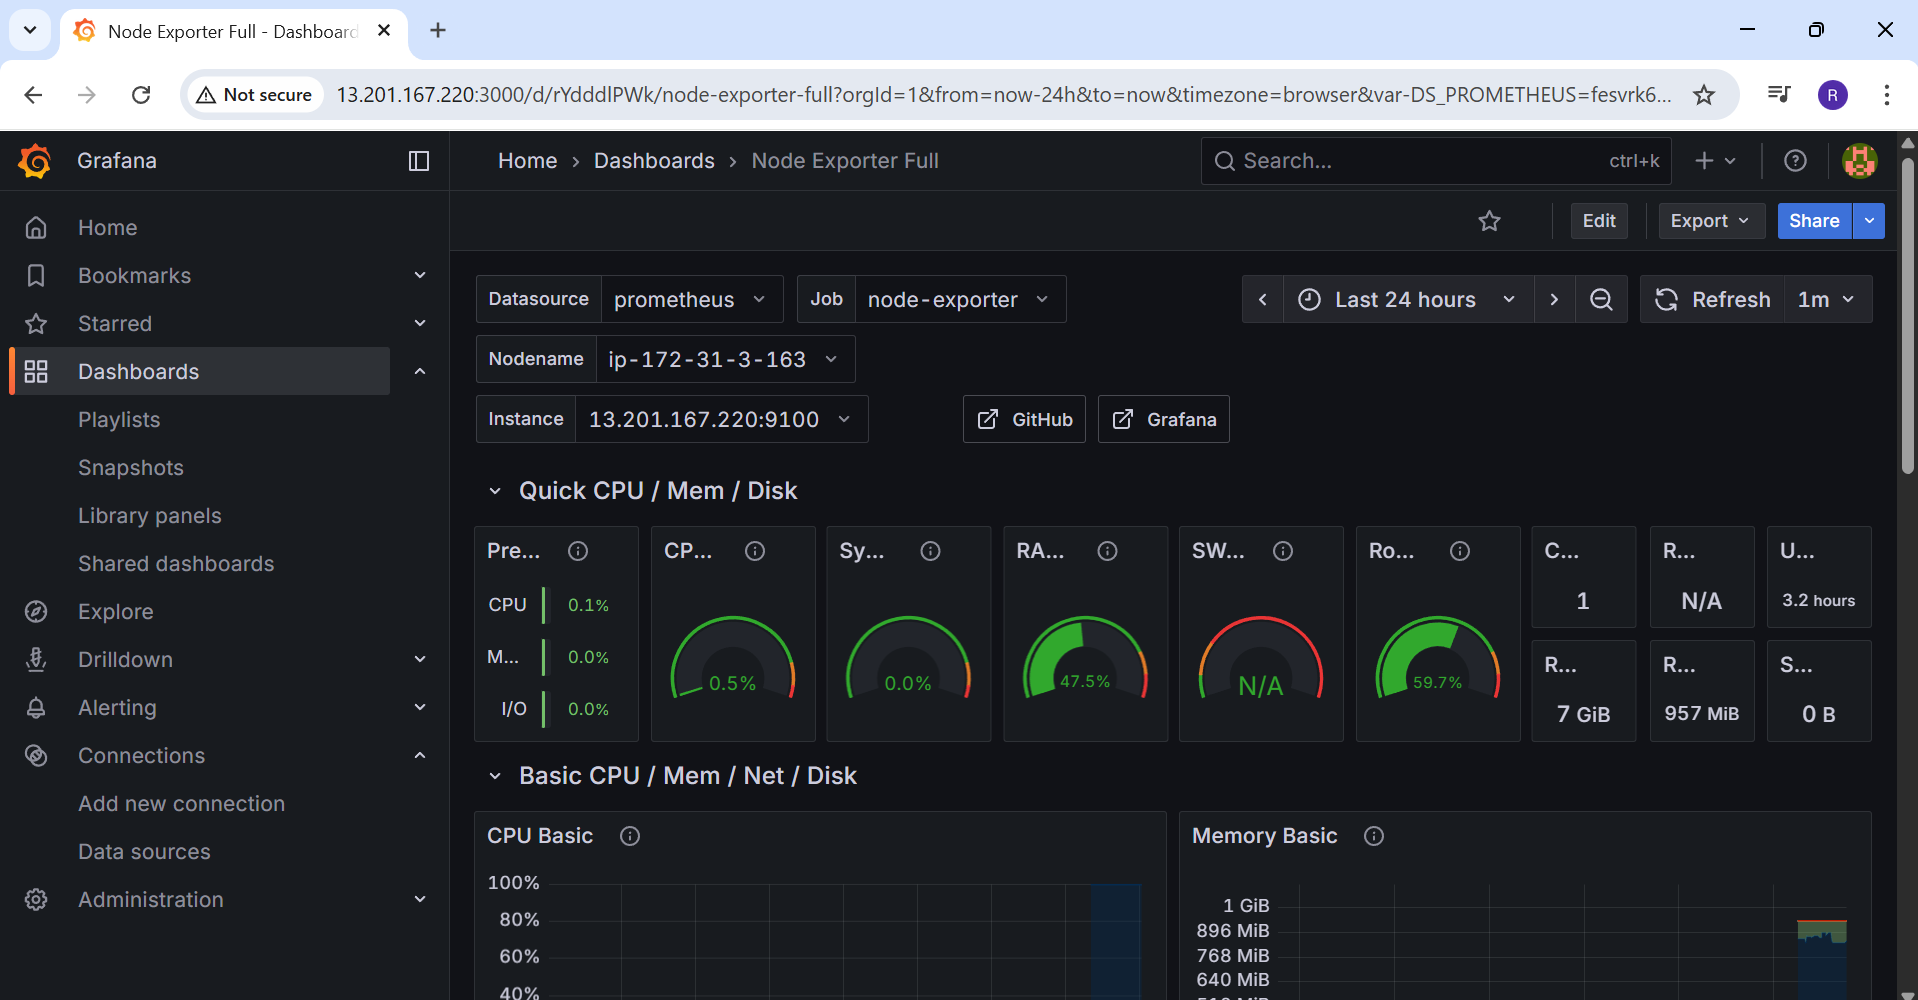 Node Exporter Full - Dashboard
Not secure
13.201.167.220:3000/d/rYdddlPWk/node-exporter-full?orgId=1&from=now-24h&to=now&timezone=browser&var-DS_PROMETHEUS=fesvrk6...
R
Grafana
Home › Dashboards › Node Exporter Full
Search...
ctrl+k
Home
Bookmarks
Starred
Dashboards
Playlists
Snapshots
Library panels
Shared dashboards
Explore
Drilldown
Alerting
Connections
Add new connection
Data sources
Administration
Edit
Export
Share
Datasource prometheus
Job node-exporter
Last 24 hours
Refresh 1m
Nodename ip-172-31-3-163
Instance 13.201.167.220:9100
GitHub
Grafana
Quick CPU / Mem / Disk
Pre...
CPU 0.1%
M... 0.0%
I/O 0.0%
CP...
0.5%
Sy...
0.0%
RA...
47.5%
SW...
N/A
Ro...
59.7%
C...
1
R...
N/A
U...
3.2 hours
R...
7 GiB
R...
957 MiB
S...
0 B
Basic CPU / Mem / Net / Disk
CPU Basic
100%
80%
60%
40%
Memory Basic
1 GiB
896 MiB
768 MiB
640 MiB